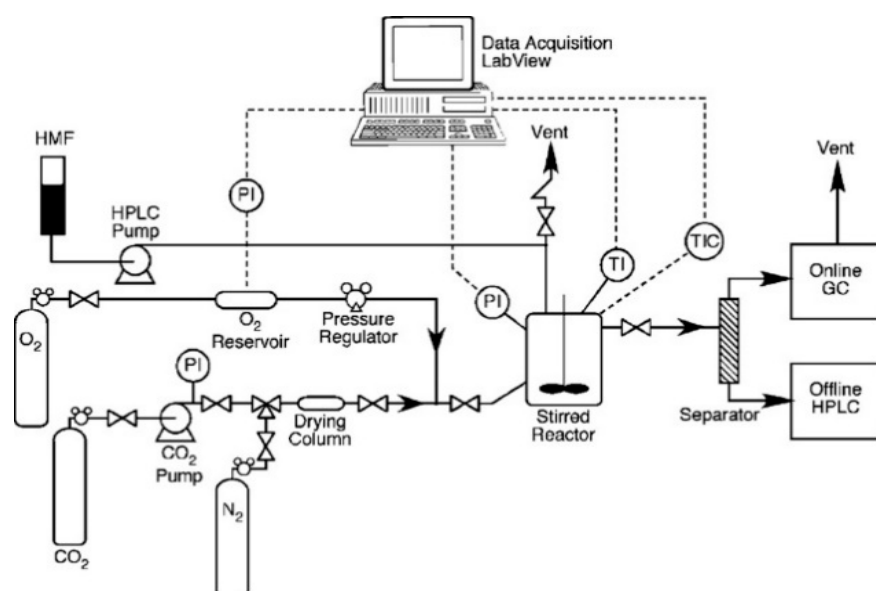 Data Acquisition
LabView
HMF
Vent
Vent
PI
HPLC
Pump
TIC
TI
Online
GC
PI
O2
O2
Reservoir
Pressure
Regulator
PI
Offline
HPLC
Separator
Stirred
Reactor
Drying
Column
CO2
Pump
N2
CO2